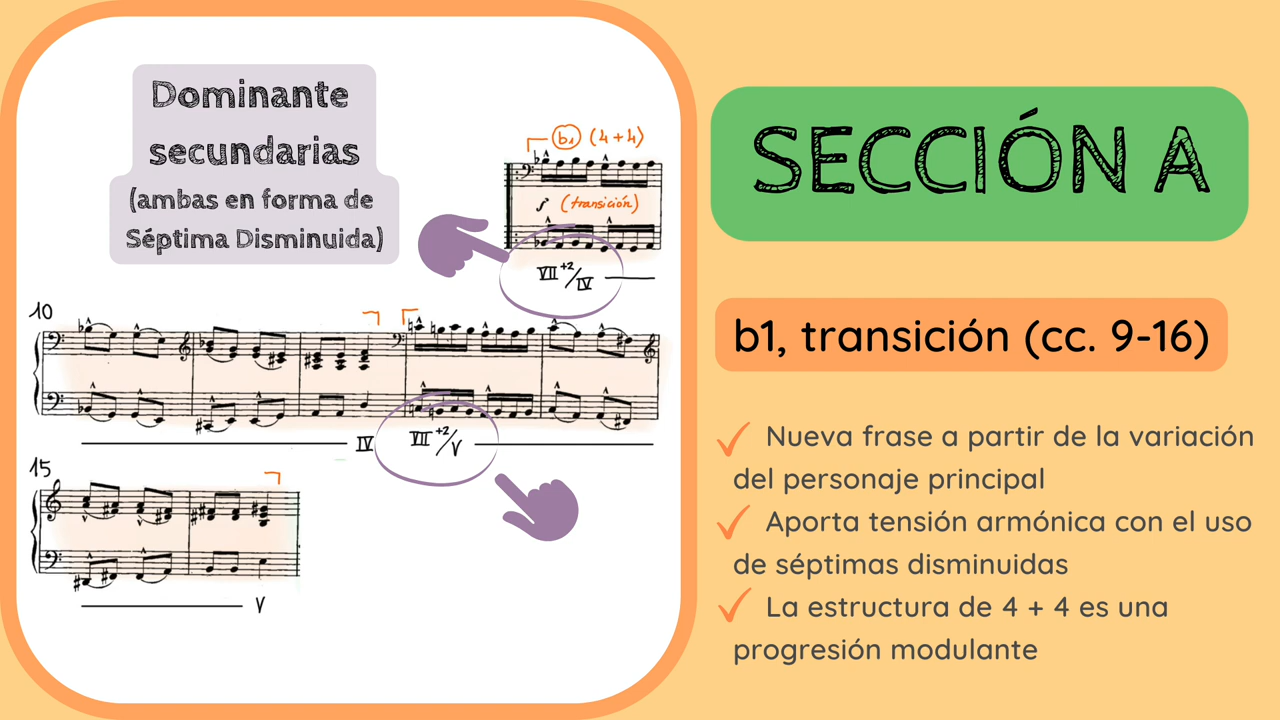 Dominante
secundarias
(ambas en forma de
Séptima Disminuida)
b1 (4+4)
f (transición)
VII+2/IV
10
IV VII+2/V
15
V
SECCIÓN A
b1, transición (cc. 9-16)
Nueva frase a partir de la variación
del personaje principal
Aporta tensión armónica con el uso
de séptimas disminuidas
La estructura de 4 + 4 es una
progresión modulante